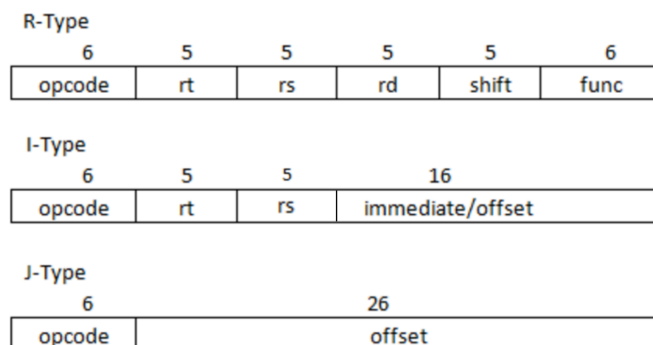 R-Type
6 5 5 5 5 6
opcode rt rs rd shift func
I-Type
6 5 5 16
opcode rt rs immediate/offset
J-Type
6 26
opcode offset